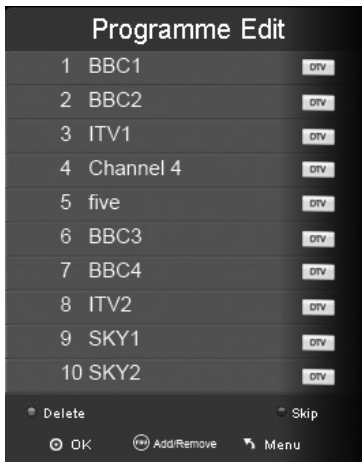 Programme Edit
1 BBC1 DTV
2 BBC2 DTV
3 ITV1 DTV
4 Channel 4 DTV
5 five DTV
6 BBC3 DTV
7 BBC4 DTV
8 ITV2 DTV
9 SKY1 DTV
10 SKY2 DTV
Delete Skip
OK Add/Remove Menu